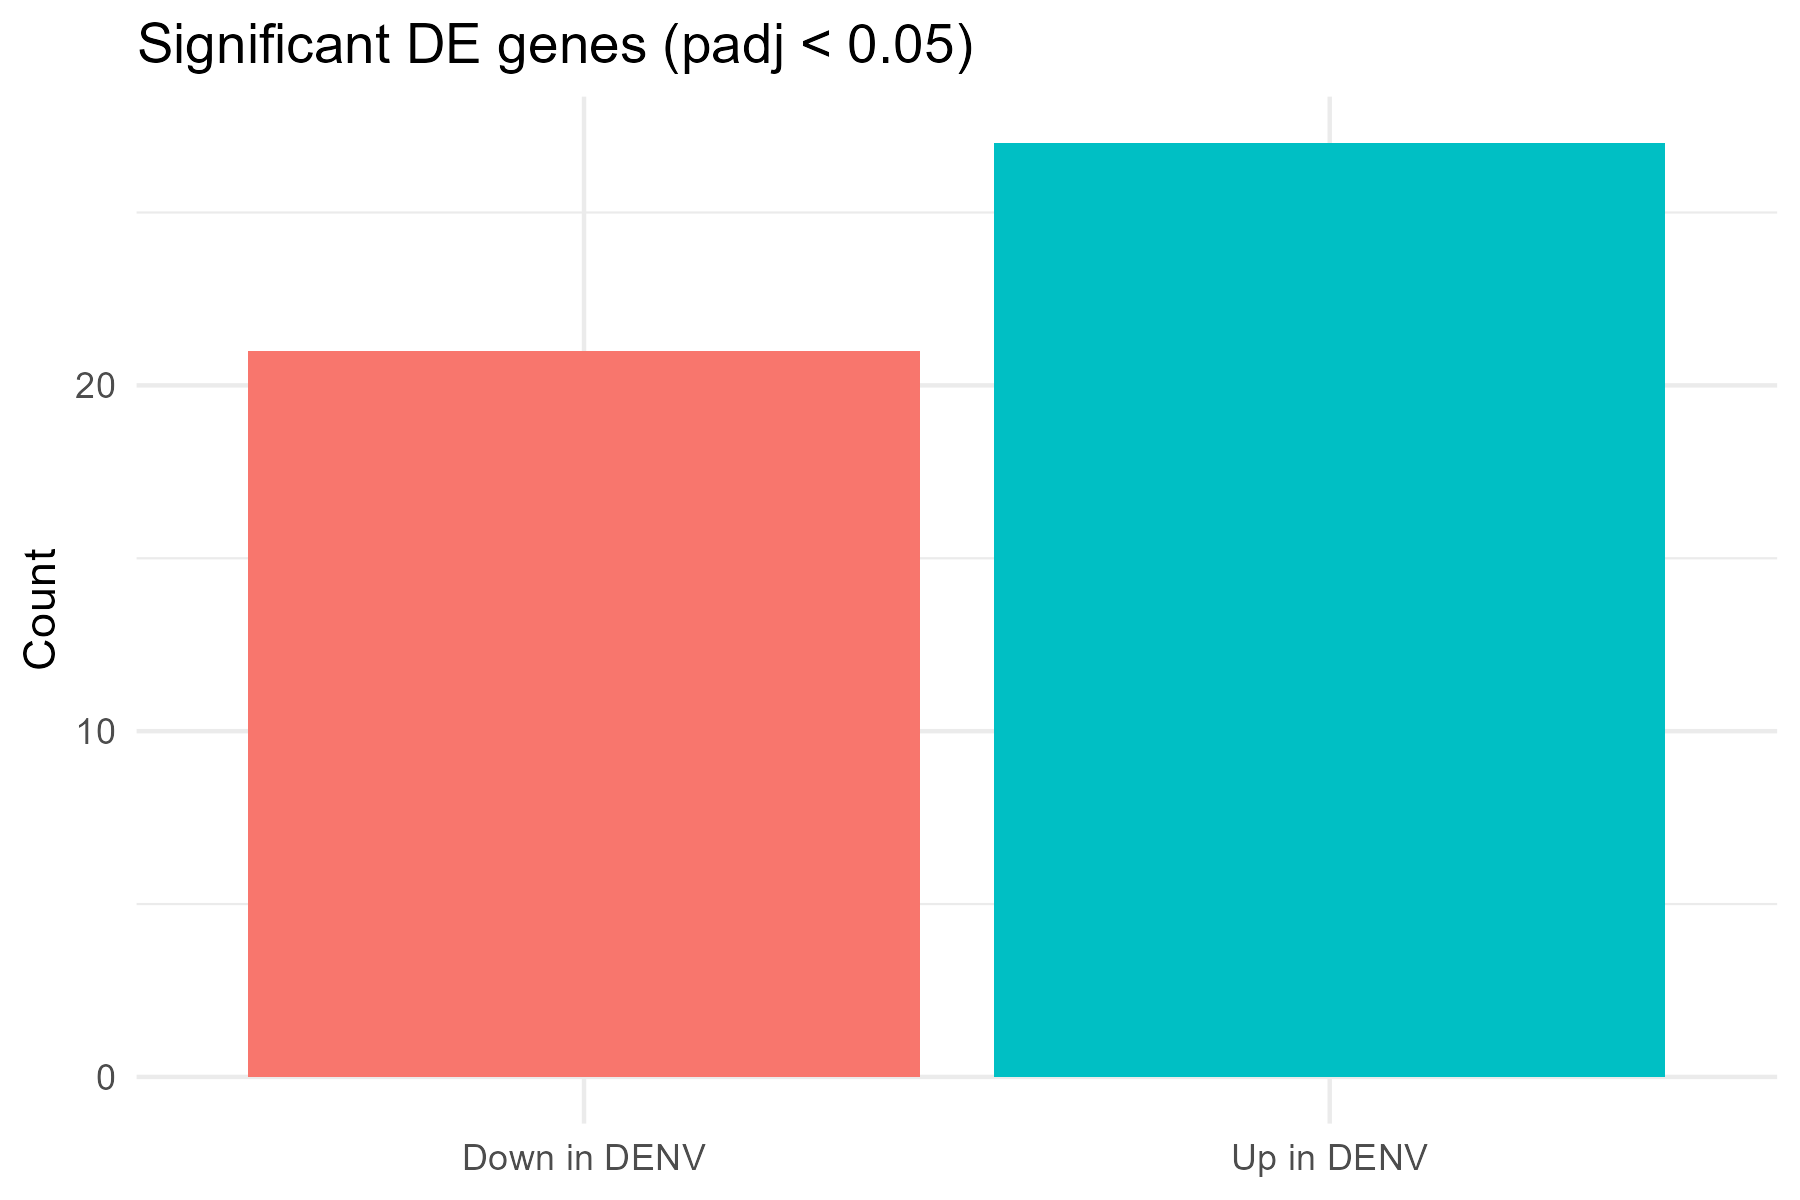 Significant DE genes (padj < 0.05)
Count
20
10
0
Down in DENV
Up in DENV